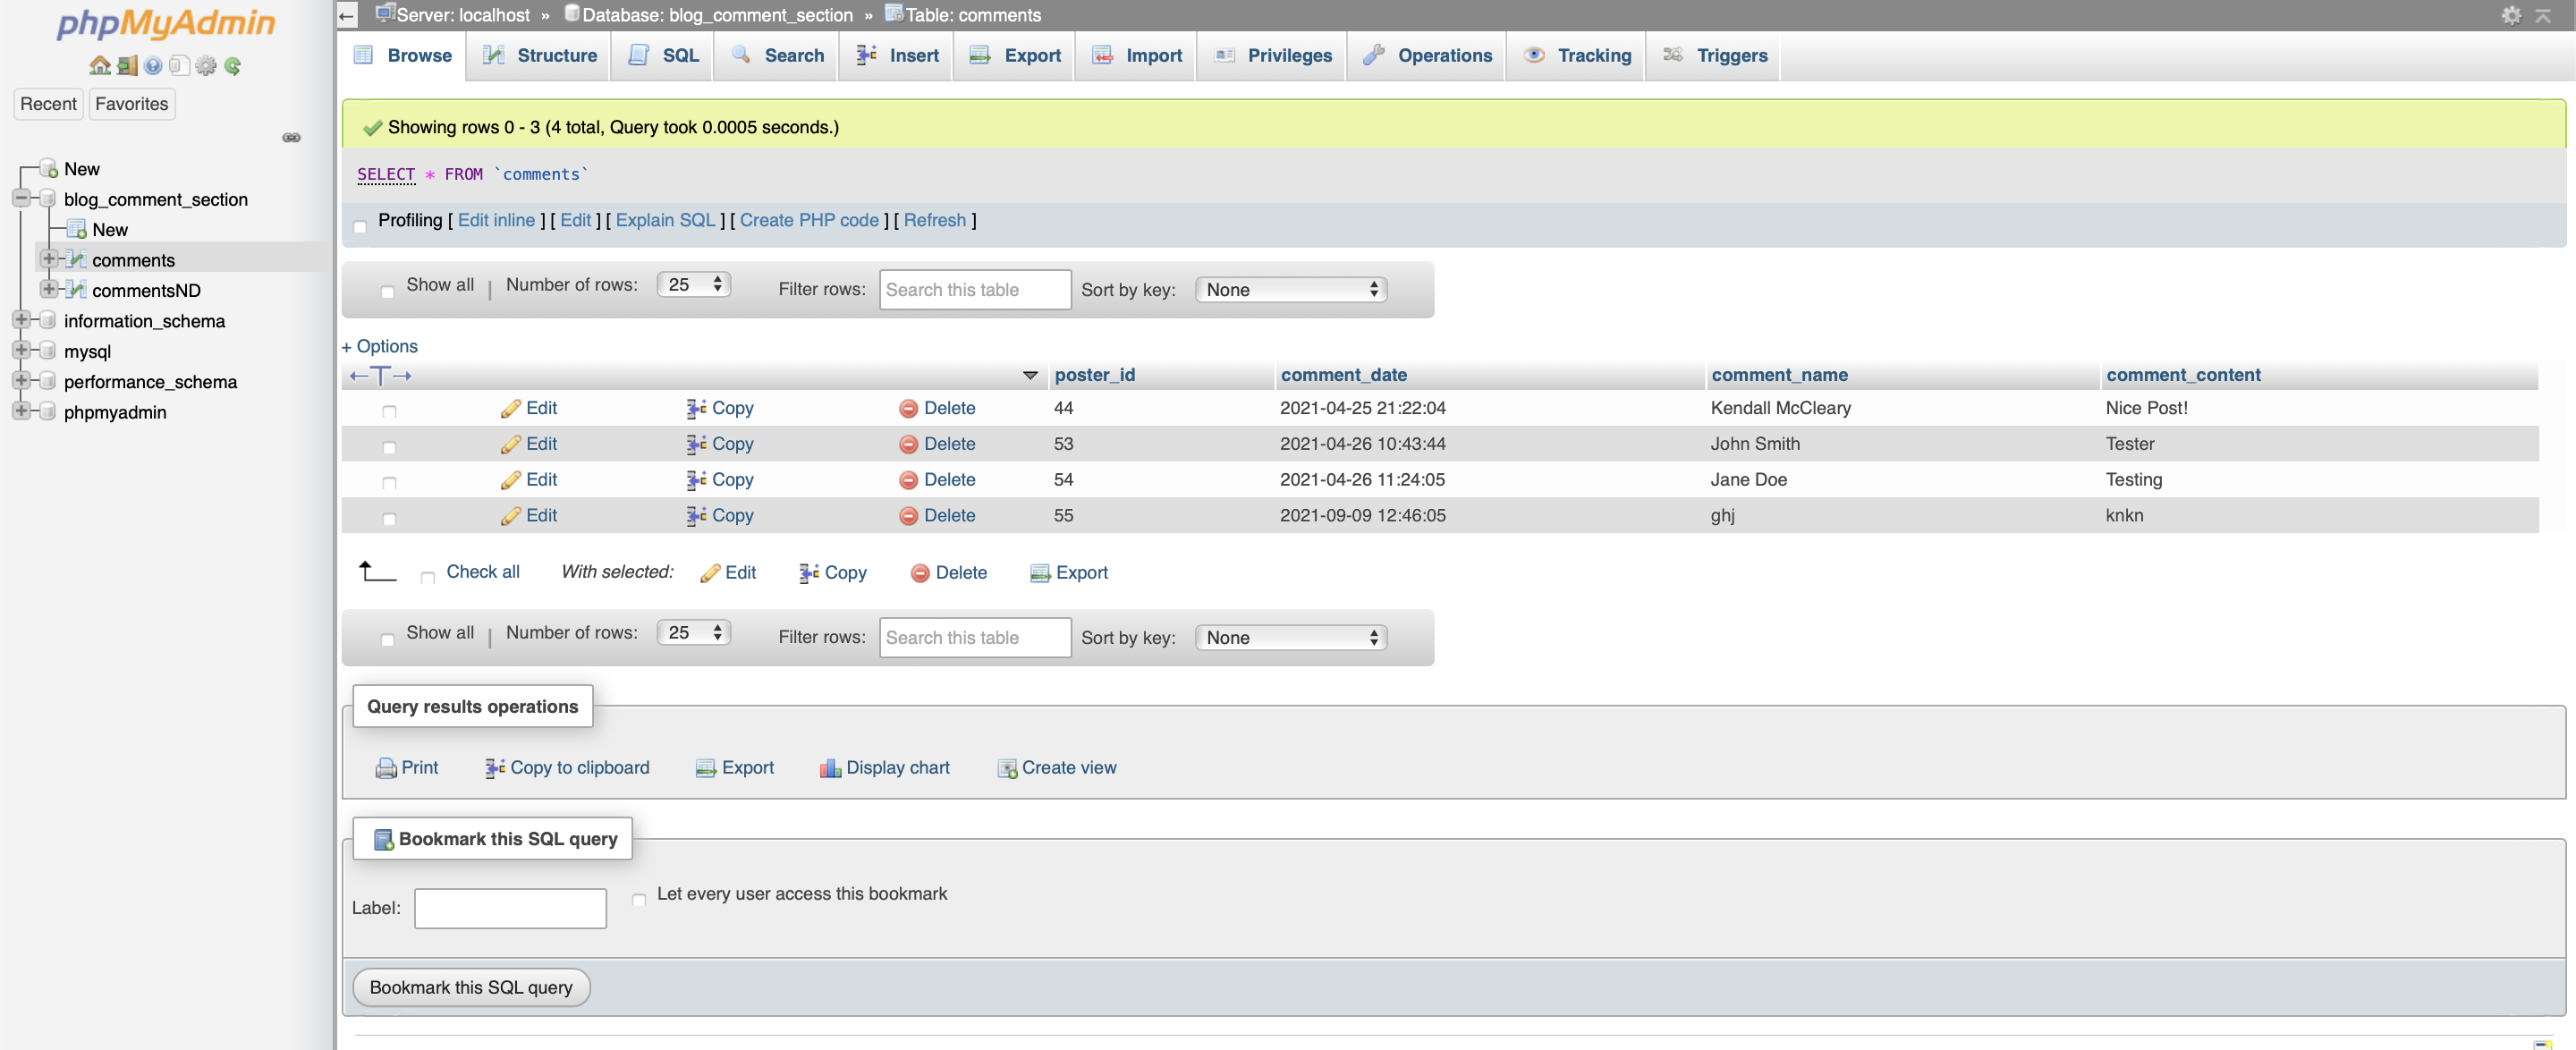 phpMyAdmin
Recent Favorites
New
blog_comment_section
New
comments
commentsND
information_schema
mysql
performance_schema
phpmyadmin
Server: localhost » Database: blog_comment_section » Table: comments
Browse Structure SQL Search Insert Export Import Privileges Operations Tracking Triggers
Showing rows 0 - 3 (4 total, Query took 0.0005 seconds.)
SELECT * FROM `comments`
Profiling [ Edit inline ] [ Edit ] [ Explain SQL ] [ Create PHP code ] [ Refresh ]
Show all | Number of rows: 25 Filter rows: Search this table Sort by key: None
+ Options
←T→ poster_id comment_date comment_name comment_content
Edit Copy Delete 44 2021-04-25 21:22:04 Kendall McCleary Nice Post!
Edit Copy Delete 53 2021-04-26 10:43:44 John Smith Tester
Edit Copy Delete 54 2021-04-26 11:24:05 Jane Doe Testing
Edit Copy Delete 55 2021-09-09 12:46:05 ghj knkn
Check all With selected: Edit Copy Delete Export
Show all | Number of rows: 25 Filter rows: Search this table Sort by key: None
Query results operations
Print Copy to clipboard Export Display chart Create view
Bookmark this SQL query
Label: Let every user access this bookmark
Bookmark this SQL query